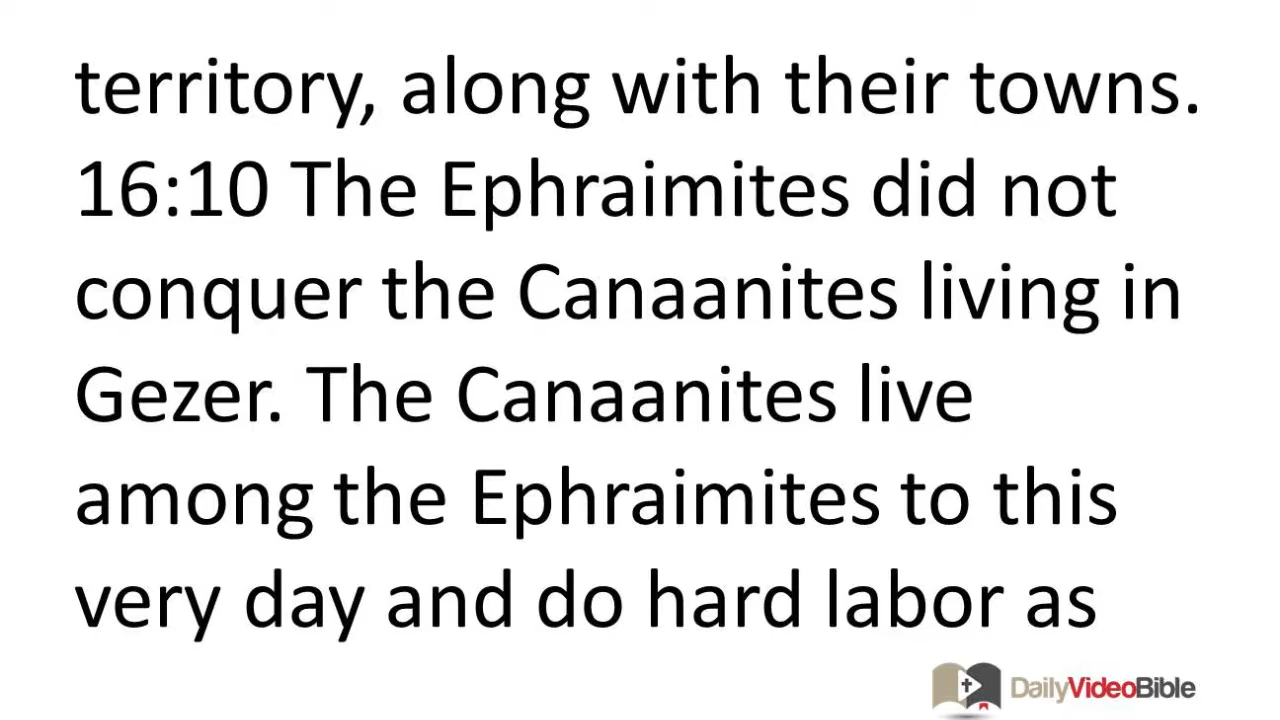 territory, along with their towns.
16:10 The Ephraimites did not
conquer the Canaanites living in
Gezer. The Canaanites live
among the Ephraimites to this
very day and do hard labor as
DailyVideoBible